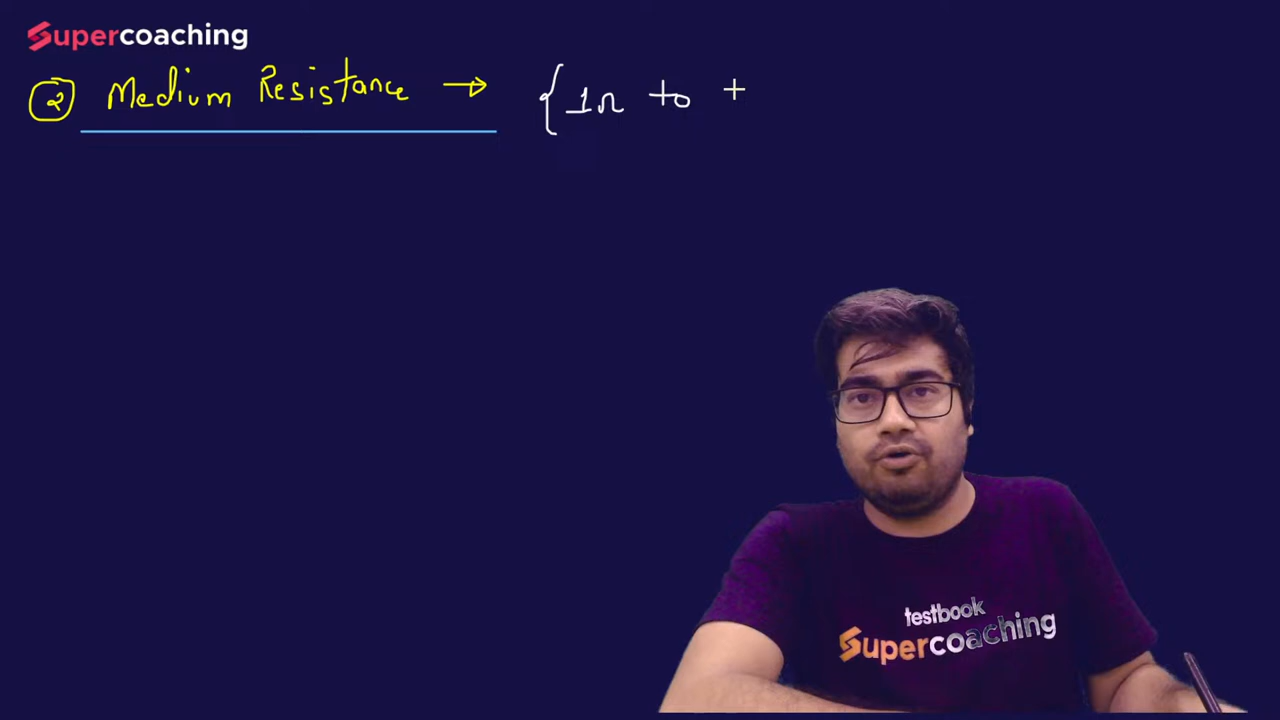 Supercoaching
② Medium Resistance → {1Ω to +
testbook
Supercoaching